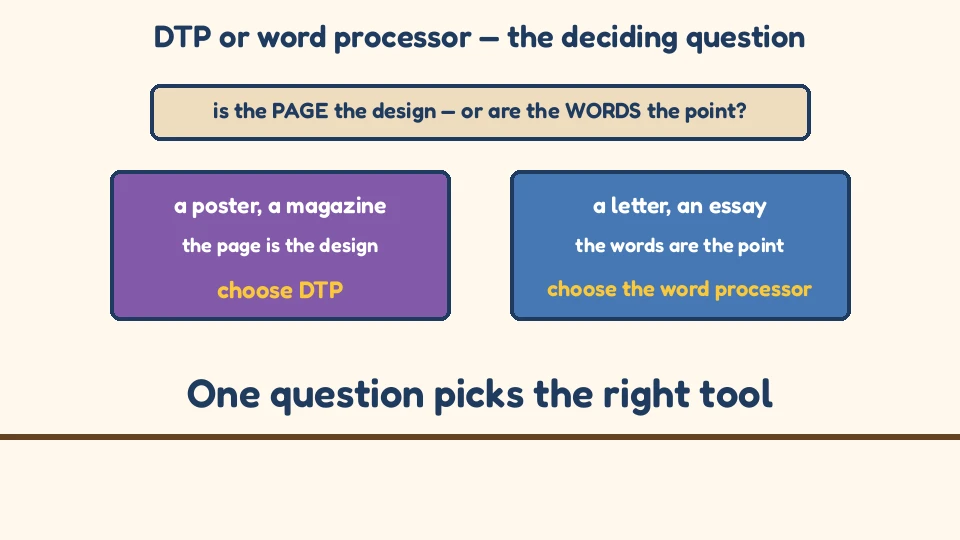 DTP or word processor — the deciding question
is the PAGE the design — or are the WORDS the point?
a poster, a magazine
the page is the design
choose DTP
a letter, an essay
the words are the point
choose the word processor
One question picks the right tool